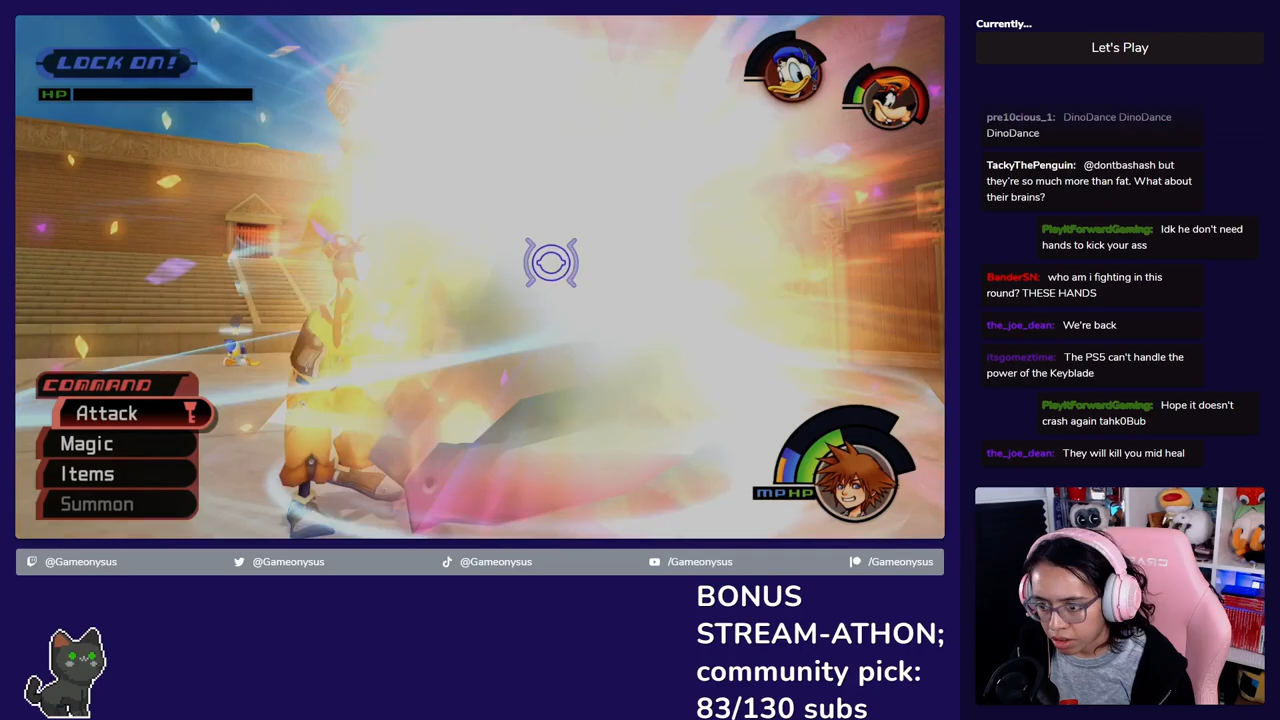 LOCK ON!
HP
COMMAND
Attack
Magic
Items
Summon
MP HP
@Gameonysus
@Gameonysus
@Gameonysus
/Gameonysus
/Gameonysus
BONUS
STREAM-ATHON;
community pick:
83/130 subs
Currently...
Let's Play
pre10cious_1: DinoDance DinoDance
DinoDance
TackyThePenguin: @dontbashash but
they're so much more than fat. What about
their brains?
PlayItForwardGaming: Idk he don't need
hands to kick your ass
BanderSN: who am i fighting in this
round? THESE HANDS
the_joe_dean: We're back
itsgomeztime: The PS5 can't handle the
power of the Keyblade
PlayItForwardGaming: Hope it doesn't
crash again tahk0Bub
the_joe_dean: They will kill you mid heal